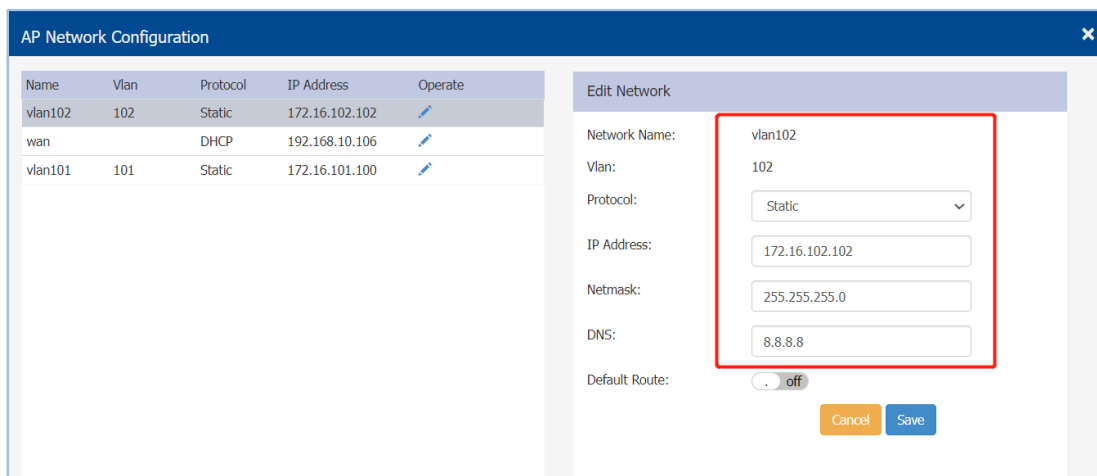 AP Network Configuration
Name Vlan Protocol IP Address Operate
vlan102 102 Static 172.16.102.102
wan DHCP 192.168.10.106
vlan101 101 Static 172.16.101.100
Edit Network
Network Name: vlan102
Vlan: 102
Protocol: Static
IP Address: 172.16.102.102
Netmask: 255.255.255.0
DNS: 8.8.8.8
Default Route: . off
Cancel Save